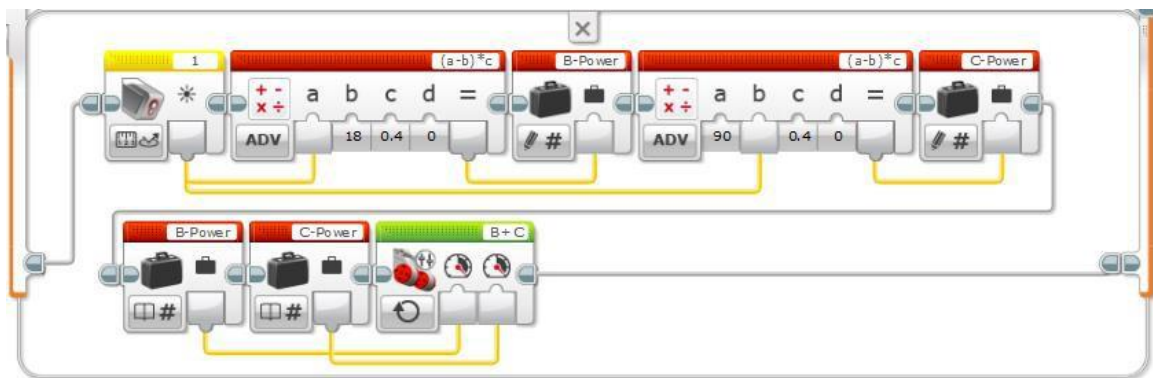 1
(a-b)*c
B-Power
(a-b)*c
C-Power
a b c d =
a b c d =
ADV
18 0.4 0
#
ADV
90 0.4 0
#
B-Power
C-Power
B+C
#
#